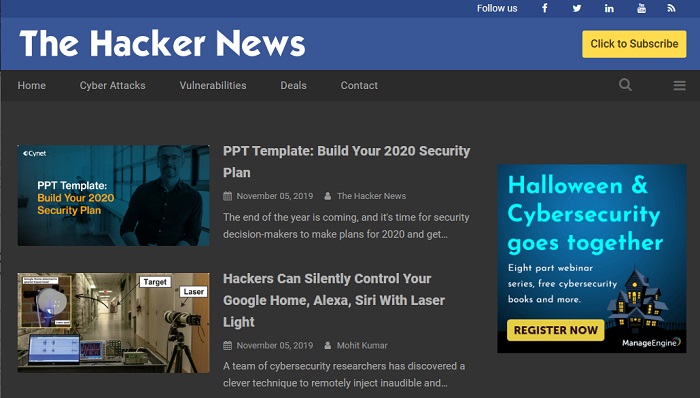 Follow us
The Hacker News
Click to Subscribe
Home Cyber Attacks Vulnerabilities Deals Contact
Cynet
PPT Template:
Build Your 2020
Security Plan
PPT Template: Build Your 2020 Security
Plan
November 05, 2019 The Hacker News
The end of the year is coming, and it's time for security
decision-makers to make plans for 2020 and get...
Target
Laser
Hackers Can Silently Control Your
Google Home, Alexa, Siri With Laser
Light
November 05, 2019 Mohit Kumar
A team of cybersecurity researchers has discovered a
clever technique to remotely inject inaudible and...
Halloween &
Cybersecurity
goes together
Eight part webinar
series, free cybersecurity
books and more.
REGISTER NOW
ManageEngine